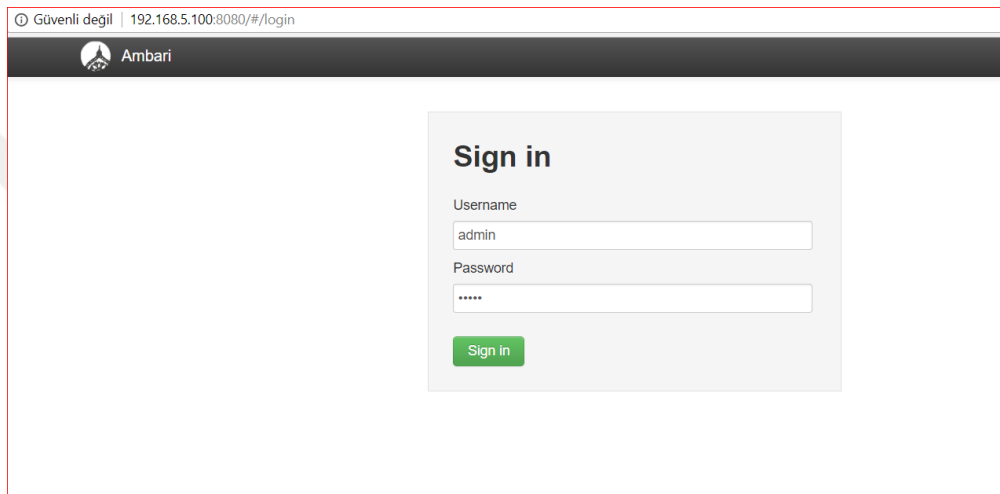 Güvenli değil | 192.168.5.100:8080/#/login
Ambari
Sign in
Username
admin
Password
•••••
Sign in